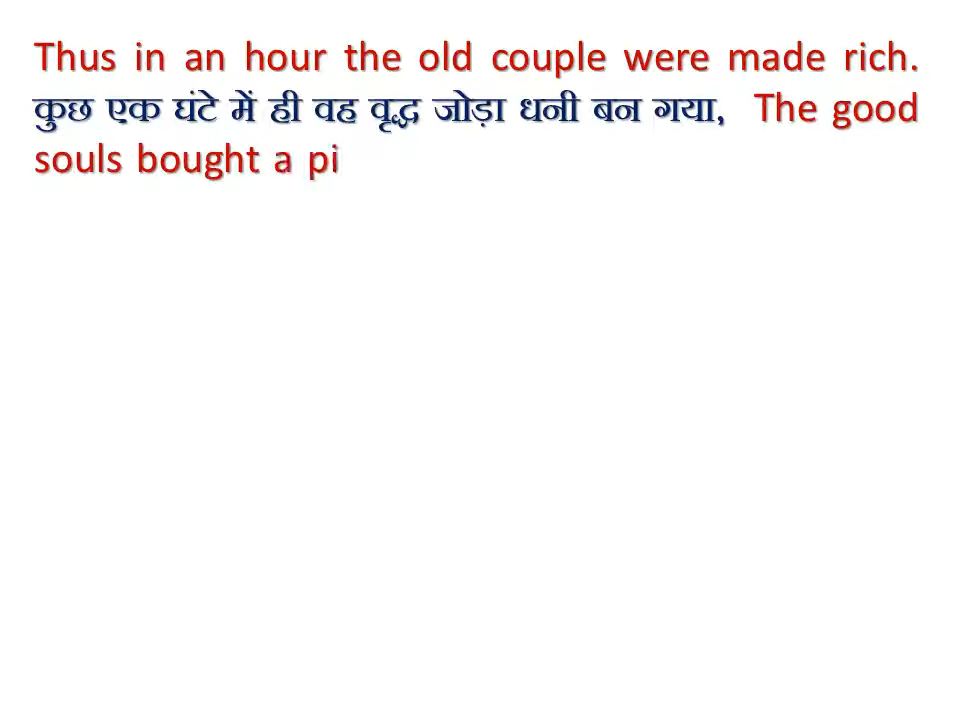 Thus in an hour the old couple were made rich.
कुछ एक घंटे में ही वह वृद्ध जोड़ा धनी बन गया, The good
souls bought a pi